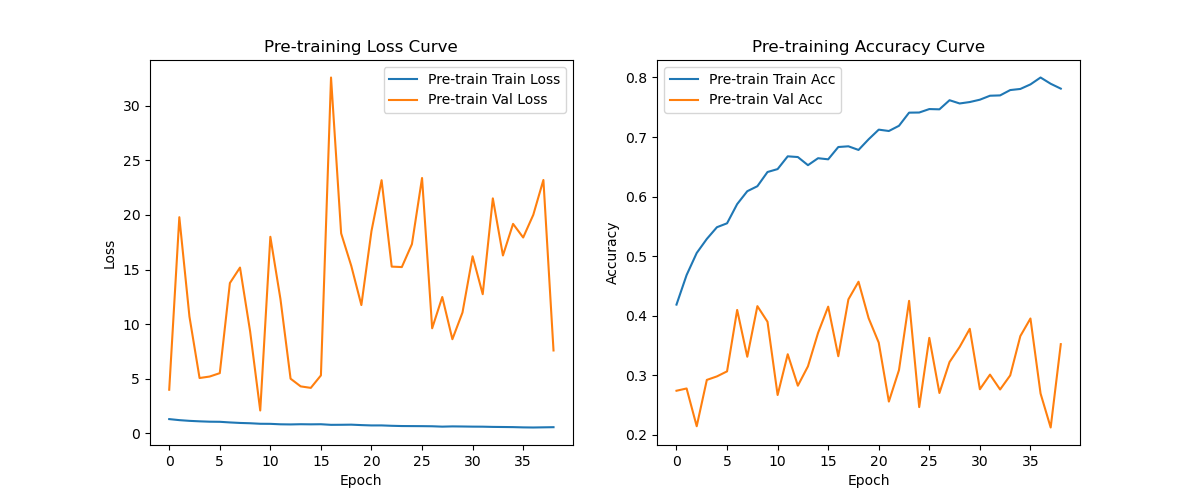 Pre-training Loss Curve
Pre-train Train Loss
Pre-train Val Loss
Loss
30
25
20
15
10
5
0
0 5 10 15 20 25 30 35
Epoch
Pre-training Accuracy Curve
Pre-train Train Acc
Pre-train Val Acc
Accuracy
0.8
0.7
0.6
0.5
0.4
0.3
0.2
0 5 10 15 20 25 30 35
Epoch